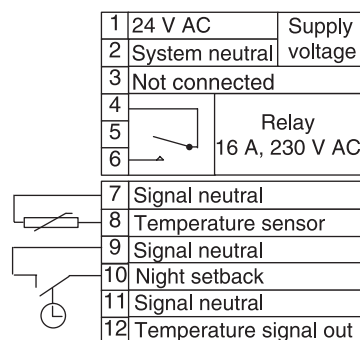 1 24 V AC Supply
2 System neutral voltage
3 Not connected
4
5 Relay
6 16 A, 230 V AC
7 Signal neutral
8 Temperature sensor
9 Signal neutral
10 Night setback
11 Signal neutral
12 Temperature signal out